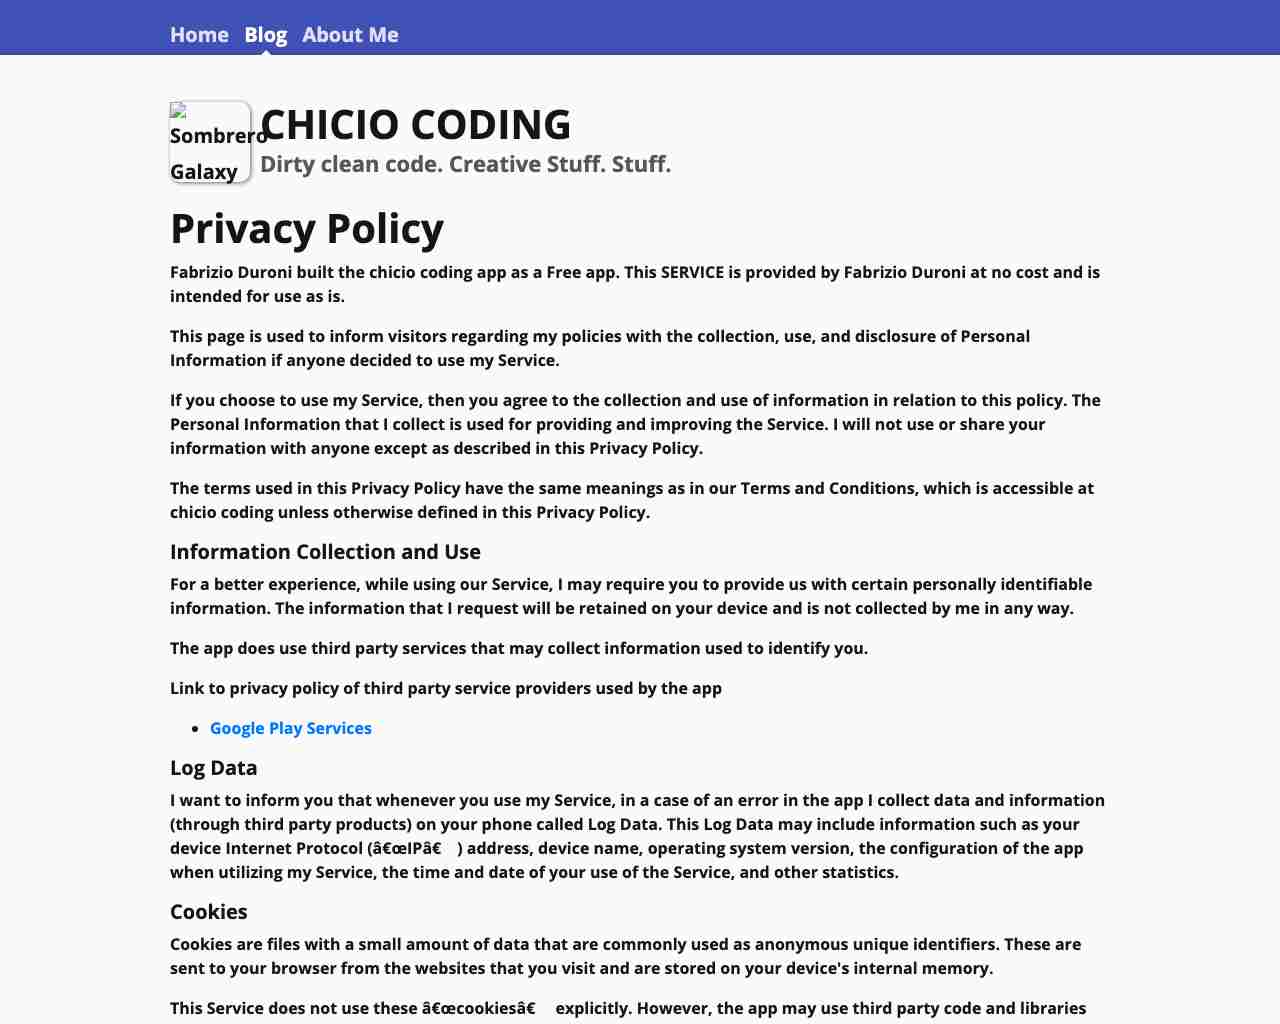 Home Blog About Me
Sombrero
Galaxy
CHICIO CODING
Dirty clean code. Creative Stuff. Stuff.
Privacy Policy
Fabrizio Duroni built the chicio coding app as a Free app. This SERVICE is provided by Fabrizio Duroni at no cost and is
intended for use as is.
This page is used to inform visitors regarding my policies with the collection, use, and disclosure of Personal
Information if anyone decided to use my Service.
If you choose to use my Service, then you agree to the collection and use of information in relation to this policy. The
Personal Information that I collect is used for providing and improving the Service. I will not use or share your
information with anyone except as described in this Privacy Policy.
The terms used in this Privacy Policy have the same meanings as in our Terms and Conditions, which is accessible at
chicio coding unless otherwise defined in this Privacy Policy.
Information Collection and Use
For a better experience, while using our Service, I may require you to provide us with certain personally identifiable
information. The information that I request will be retained on your device and is not collected by me in any way.
The app does use third party services that may collect information used to identify you.
Link to privacy policy of third party service providers used by the app
• Google Play Services
Log Data
I want to inform you that whenever you use my Service, in a case of an error in the app I collect data and information
(through third party products) on your phone called Log Data. This Log Data may include information such as your
device Internet Protocol (â€œIPâ€ ) address, device name, operating system version, the configuration of the app
when utilizing my Service, the time and date of your use of the Service, and other statistics.
Cookies
Cookies are files with a small amount of data that are commonly used as anonymous unique identifiers. These are
sent to your browser from the websites that you visit and are stored on your device's internal memory.
This Service does not use these â€œcookiesâ€ explicitly. However, the app may use third party code and libraries